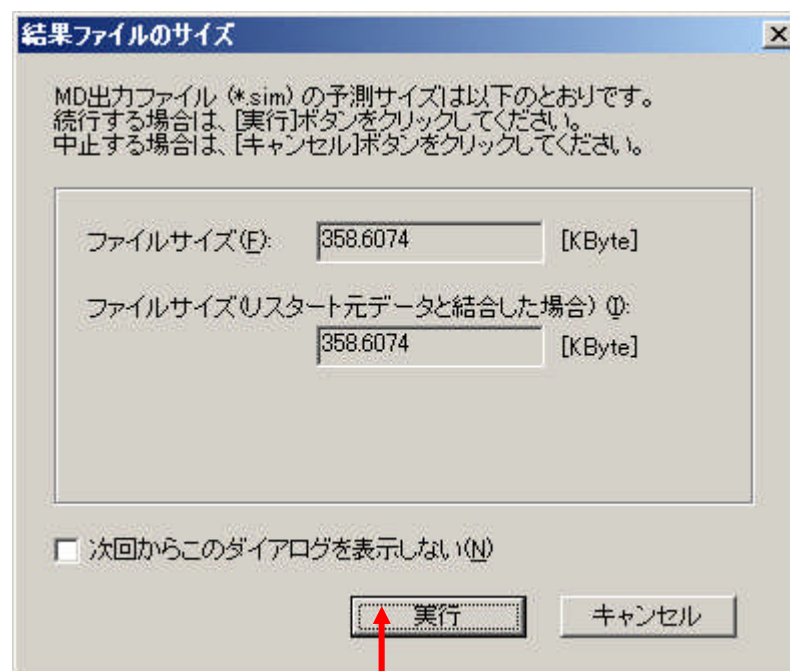 結果ファイルのサイズ
MD出力ファイル (*.sim) の予測サイズは以下のとおりです。
続行する場合は、[実行]ボタンをクリックしてください。
中止する場合は、[キャンセル]ボタンをクリックしてください。
ファイルサイズ(F): 358.6074 [KByte]
ファイルサイズ(リスタート元データと結合した場合) (I):
358.6074 [KByte]
次回からこのダイアログを表示しない(N)
実行 キャンセル